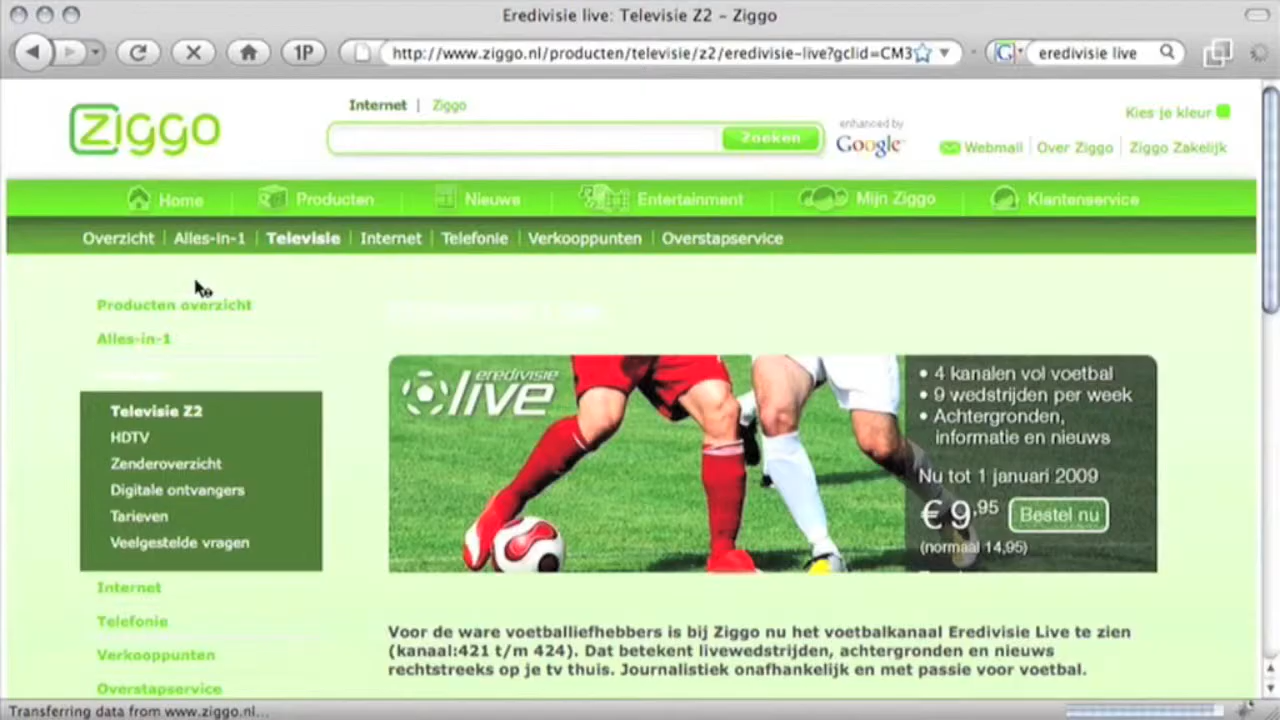 Eredivisie live: Televisie Z2 – Ziggo
1P
http://www.ziggo.nl/producten/televisie/z2/eredivisie-live?gclid=CM3
G
eredivisie live
Ziggo
Internet | Ziggo
Zoeken
enhanced by
Google
Kies je kleur
Webmail | Over Ziggo | Ziggo Zakelijk
Home | Producten | Nieuws | Entertainment | Mijn Ziggo | Klantenservice
Overzicht | Alles-in-1 | Televisie | Internet | Telefonie | Verkooppunten | Overstapservice
Producten overzicht
Alles-in-1
Televisie Z2
HDTV
Zenderoverzicht
Digitale ontvangers
Tarieven
Veelgestelde vragen
Internet
Telefonie
Verkooppunten
Overstapservice
eredivisie
live
• 4 kanalen vol voetbal
• 9 wedstrijden per week
• Achtergronden,
informatie en nieuws
Nu tot 1 januari 2009
€ 9,95 Bestel nu
(normaal 14,95)
Voor de ware voetballiefhebbers is bij Ziggo nu het voetbalkanaal Eredivisie Live te zien
(kanaal:421 t/m 424). Dat betekent livewedstrijden, achtergronden en nieuws
rechtstreeks op je tv thuis. Journalistiek onafhankelijk en met passie voor voetbal.
Transferring data from www.ziggo.nl...